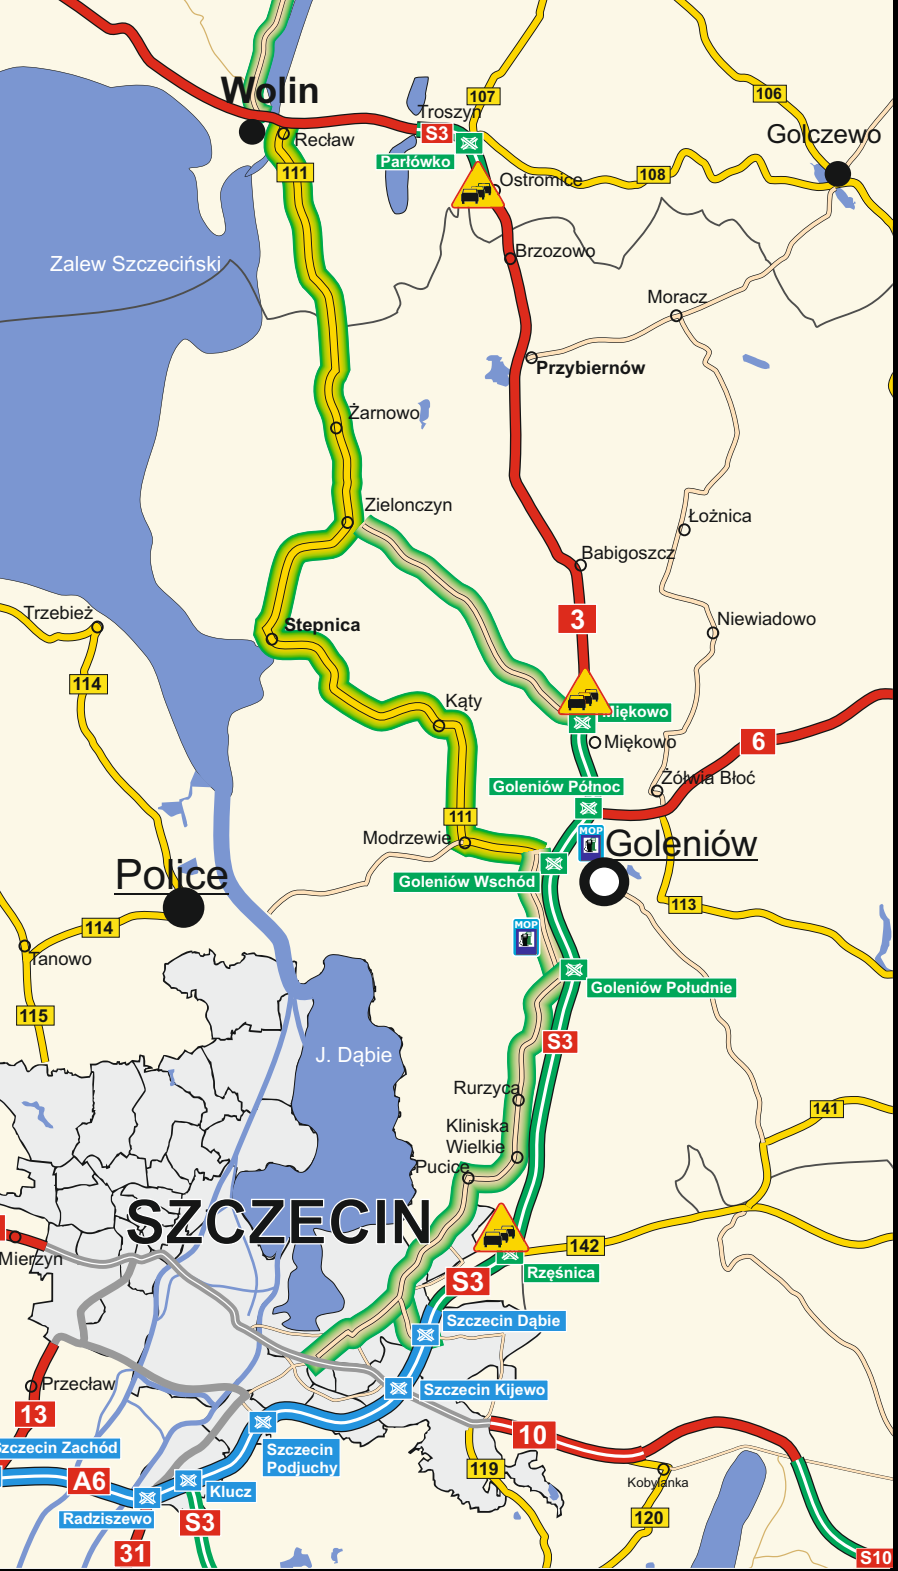 Wolin
Recław
111
107
Troszyn
S3
Parłówko
Ostromice
106
Golczewo
108
Brzozowo
Zalew Szczeciński
Moracz
Przybiernów
Żarnowo
Zielonczyn
Łożnica
Babigoszcz
Trzebież
Stepnica
3
Niewiadowo
114
Kąty
Miękowo
Miękowo
6
Goleniów Północ
Żółwia Błoć
111
Modrzewie
MOP
Goleniów
Police
Goleniów Wschód
113
114
MOP
Tanowo
Goleniów Południe
115
S3
J. Dąbie
Rurzyca
141
Kliniska
Wielkie
Pucice
SZCZECIN
142
Mierzyn
Rzęśnica
S3
Szczecin Dąbie
Przecław
Szczecin Kijewo
13
10
Szczecin Zachód
Szczecin
Podjuchy
119
A6
Kobylanka
Klucz
Radziszewo
S3
120
31
S10